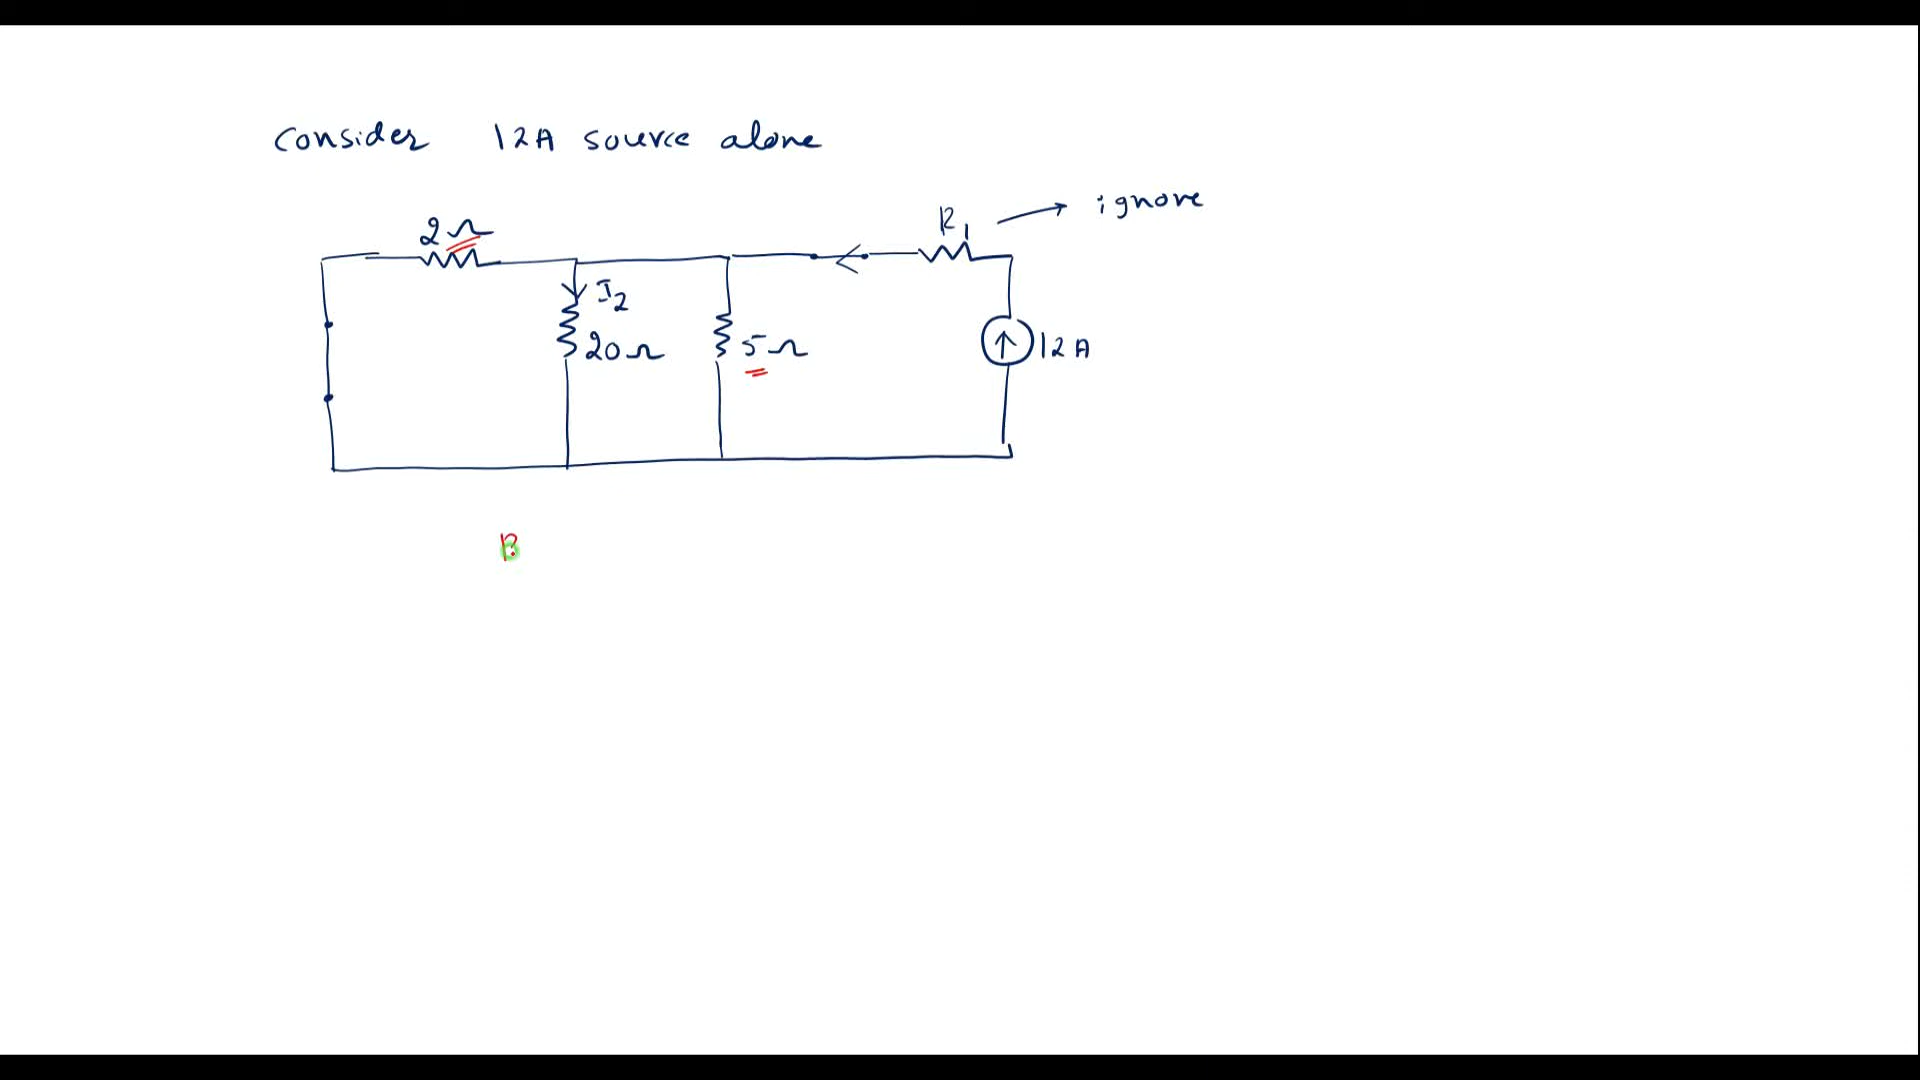 Consider 12A source alone
R1 → ignore
2Ω
I2
20Ω 5Ω 12A